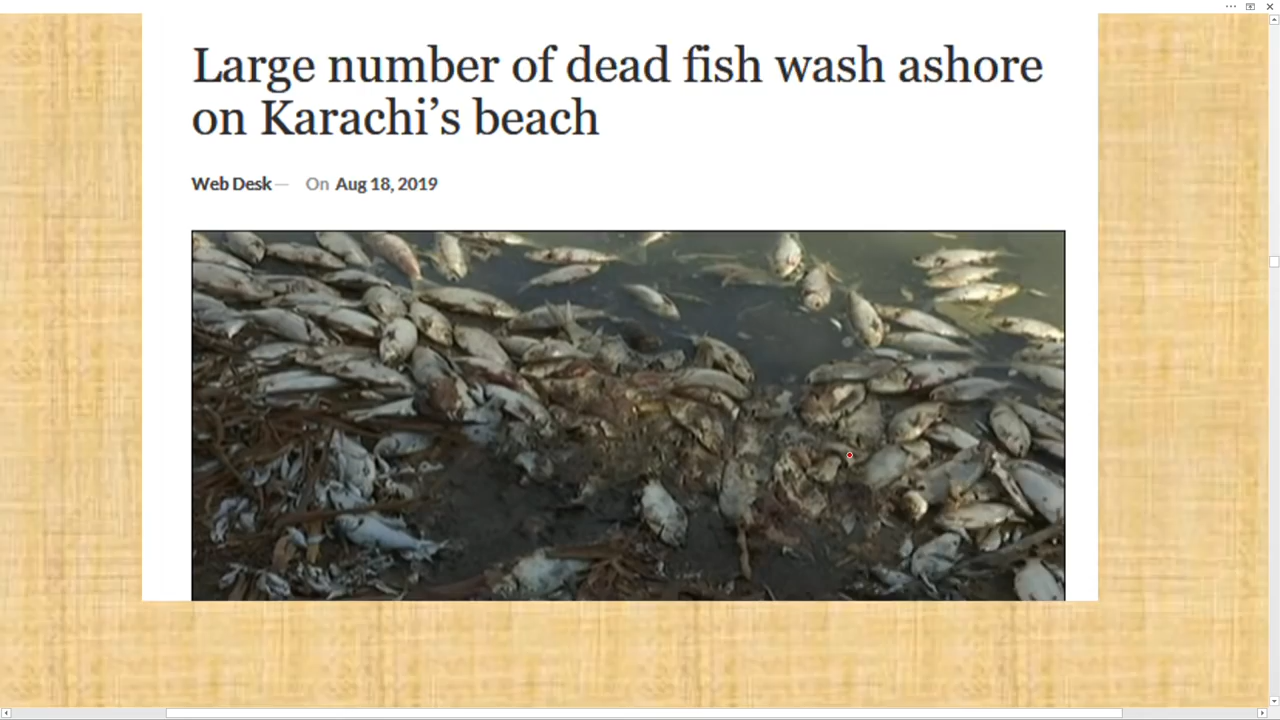 Large number of dead fish wash ashore
on Karachi’s beach
Web Desk — On Aug 18, 2019